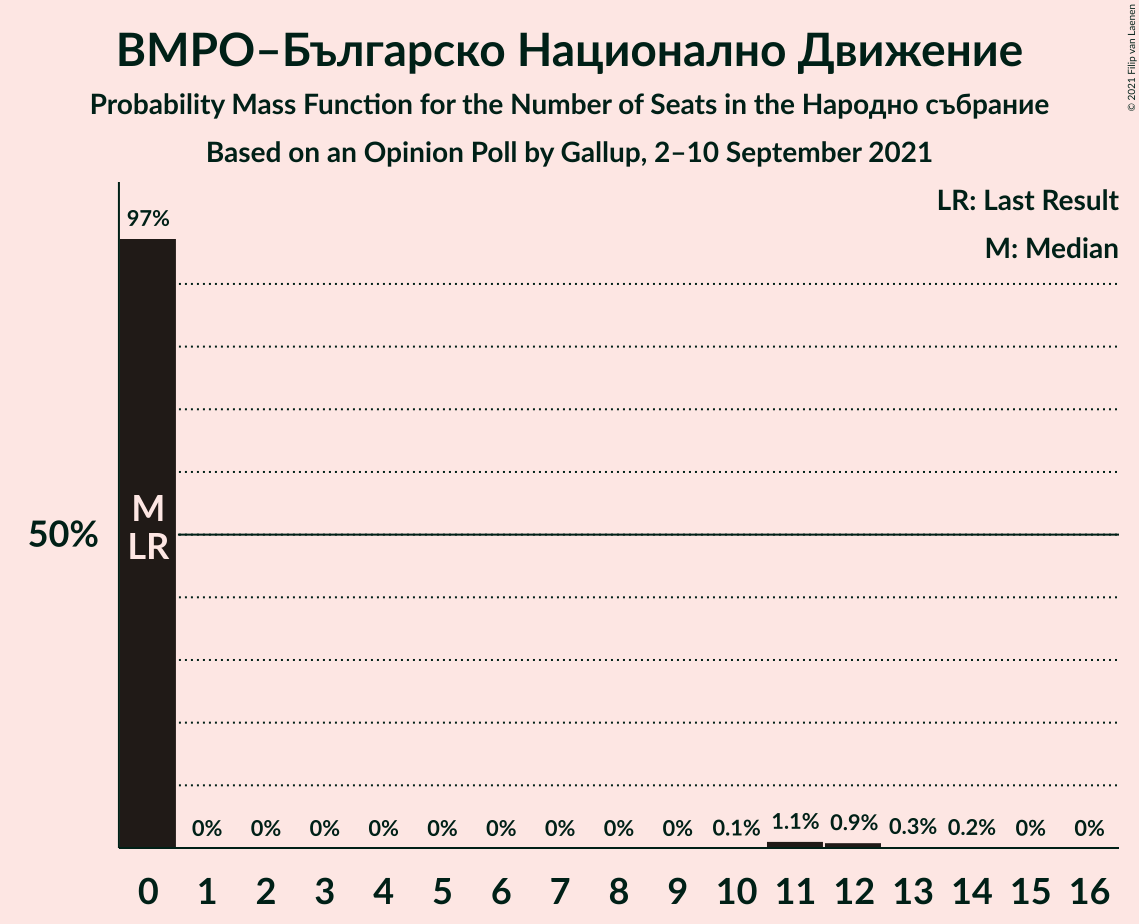 ВМРО–Българско Национално Движение
Probability Mass Function for the Number of Seats in the Народно събрание
Based on an Opinion Poll by Gallup, 2–10 September 2021
© 2021 Filip van Laenen
LR: Last Result
M: Median
97%
M
LR
50%
0% 0% 0% 0% 0% 0% 0% 0% 0% 0.1% 1.1% 0.9% 0.3% 0.2% 0% 0%
0 1 2 3 4 5 6 7 8 9 10 11 12 13 14 15 16